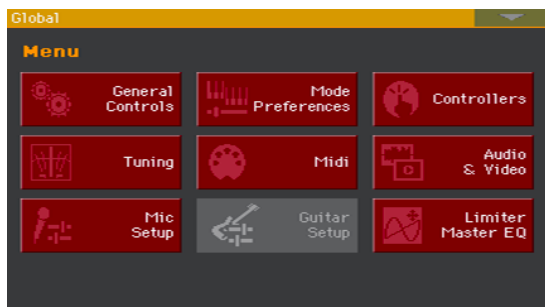 Global
Menu
General
Controls
Mode
Preferences
Controllers
Tuning
Midi
Audio
& Video
Mic
Setup
Guitar
Setup
Limiter
Master EQ